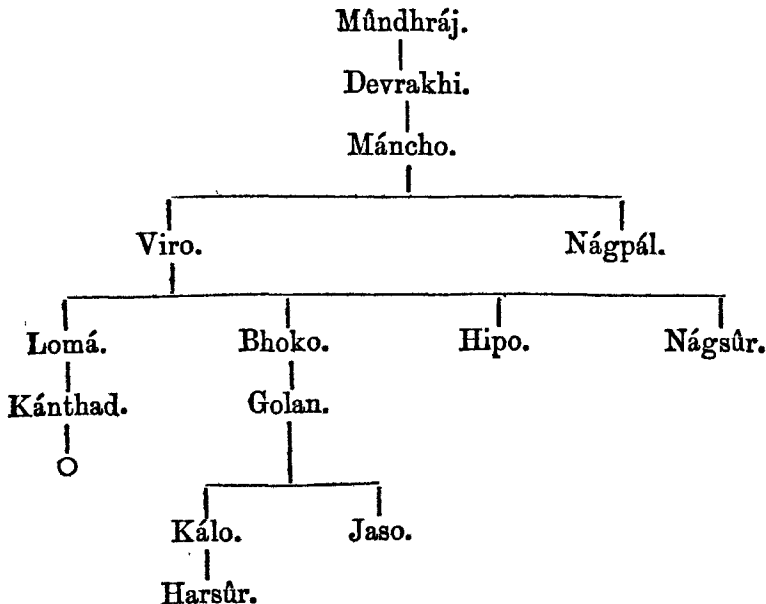 Mûndhráj.
Devrakhi.
Máncho.
Viro. Nágpál.
Lomá. Bhoko. Hipo. Nágsûr.
Kánthad. Golan.
Kálo. Jaso.
Harsûr.